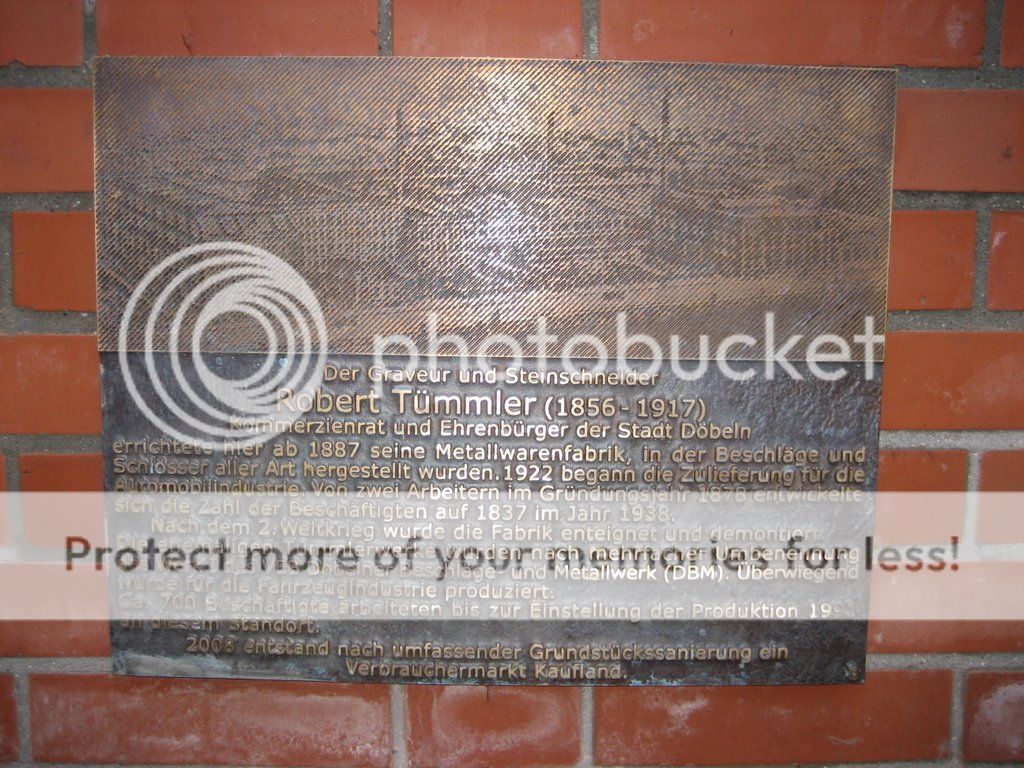 Der Graveur und Steinschneider
Robert Tümmler (1856 - 1917)
Kommerzienrat und Ehrenbürger der Stadt Döbeln
errichtete hier ab 1887 seine Metallwarenfabrik, in der Beschläge und
Schlösser aller Art hergestellt wurden. 1922 begann die Zulieferung für die
Automobilindustrie. Von zwei Arbeitern im Gründungsjahr 1876 entwickelte
sich die Zahl der Beschäftigten auf 1837 im Jahr 1938.
Nach dem 2. Weltkrieg wurde die Fabrik enteignet und demontiert.
Die wurden nach mehrfacher Umbenennung
Beschläge- und Metallwerk (DBM). Überwiegend
wurde für die Fahrzeugindustrie produziert.
Ca. 700 Beschäftigte arbeiteten bis zur Einstellung der Produktion
an diesem Standort.
2006 entstand nach umfassender Grundstückssanierung ein
Verbrauchermarkt Kaufland.
photobucket
Protect more of your memories for less!